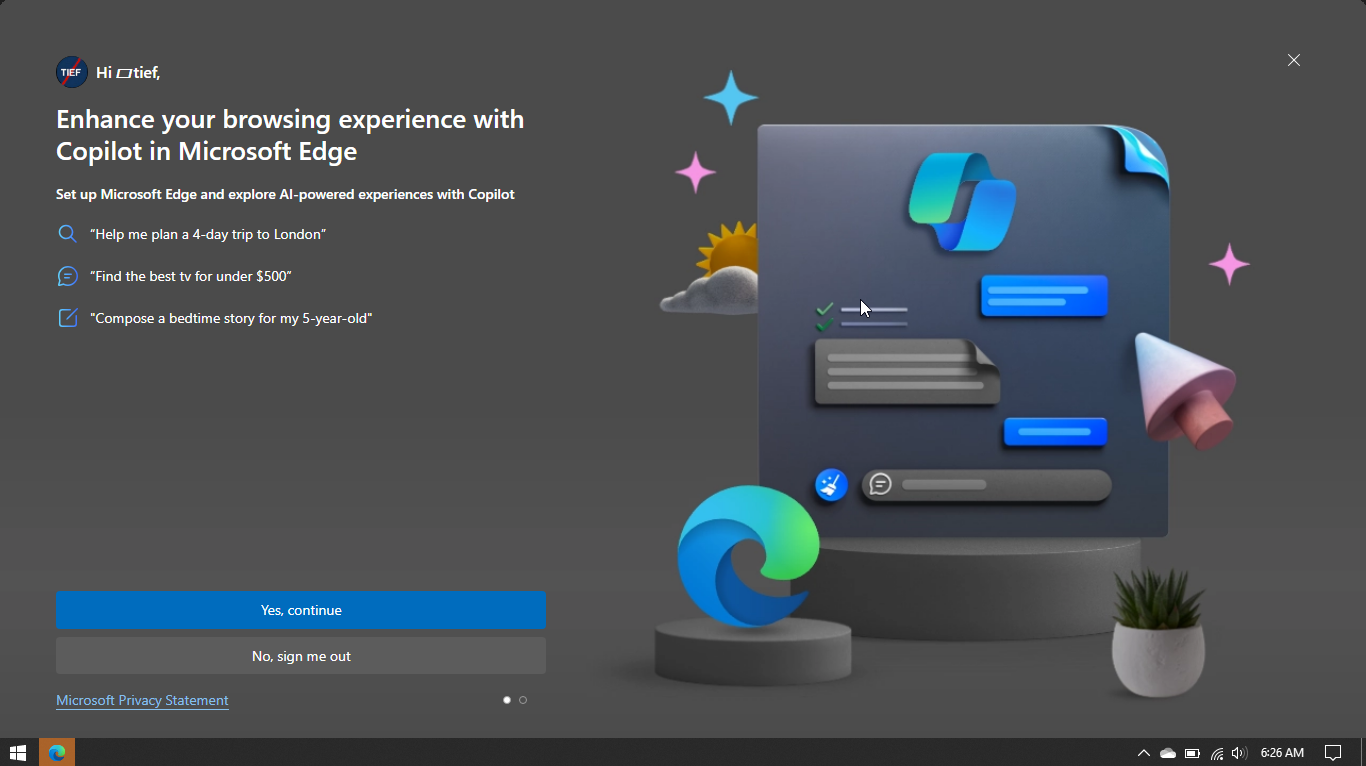 TIEF
Hi ▱tief,
Enhance your browsing experience with
Copilot in Microsoft Edge
Set up Microsoft Edge and explore AI-powered experiences with Copilot
“Help me plan a 4-day trip to London”
“Find the best tv for under $500”
"Compose a bedtime story for my 5-year-old"
Yes, continue
No, sign me out
Microsoft Privacy Statement
6:26 AM